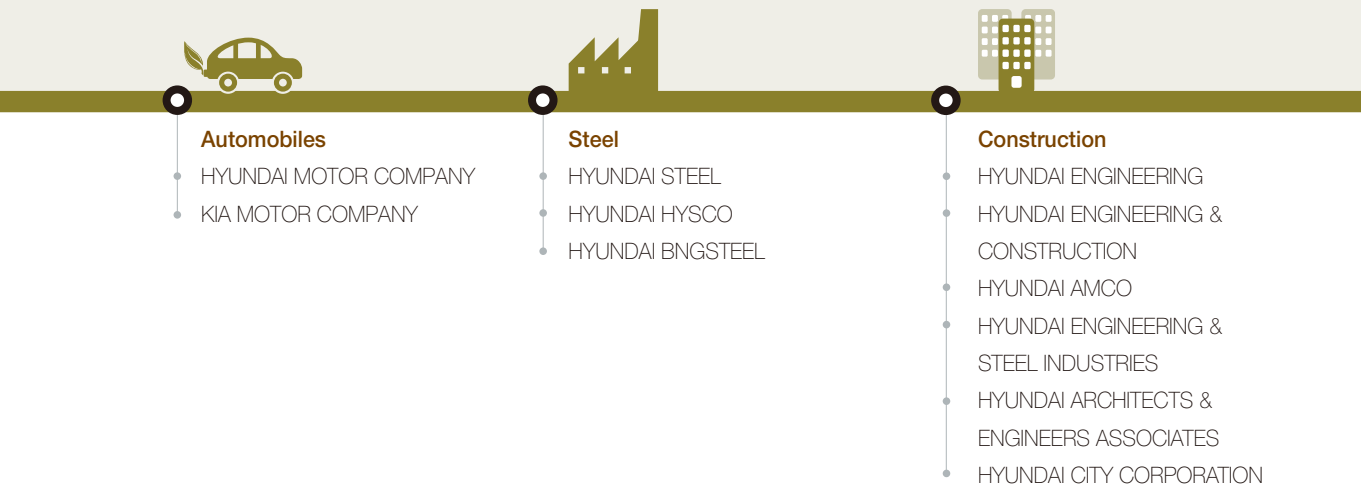 Automobiles
HYUNDAI MOTOR COMPANY
KIA MOTOR COMPANY
Steel
HYUNDAI STEEL
HYUNDAI HYSCO
HYUNDAI BNGSTEEL
Construction
HYUNDAI ENGINEERING
HYUNDAI ENGINEERING &
CONSTRUCTION
HYUNDAI AMCO
HYUNDAI ENGINEERING &
STEEL INDUSTRIES
HYUNDAI ARCHITECTS &
ENGINEERS ASSOCIATES
HYUNDAI CITY CORPORATION